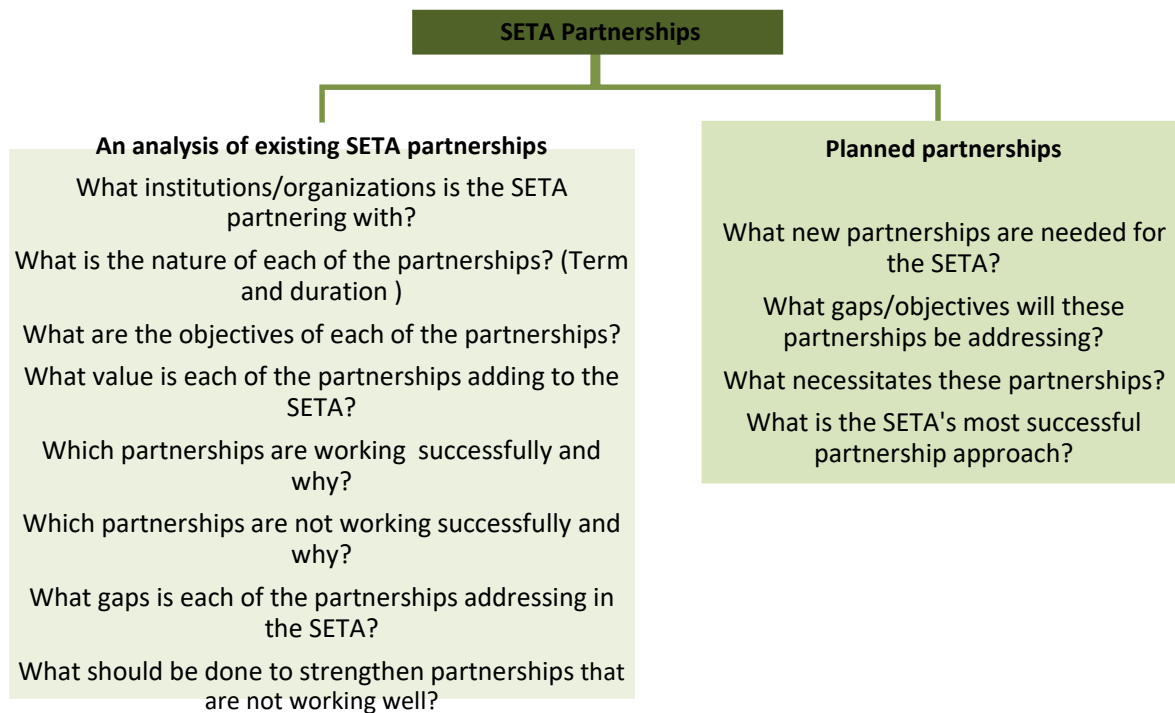 SETA Partnerships
An analysis of existing SETA partnerships
What institutions/organizations is the SETA
partnering with?
What is the nature of each of the partnerships? (Term
and duration )
What are the objectives of each of the partnerships?
What value is each of the partnerships adding to the
SETA?
Which partnerships are working  successfully and
why?
Which partnerships are not working successfully and
why?
What gaps is each of the partnerships addressing in
the SETA?
What should be done to strengthen partnerships that
are not working well?
Planned partnerships
What new partnerships are needed for
the SETA?
What gaps/objectives will these
partnerships be addressing?
What necessitates these partnerships?
What is the SETA's most successful
partnership approach?